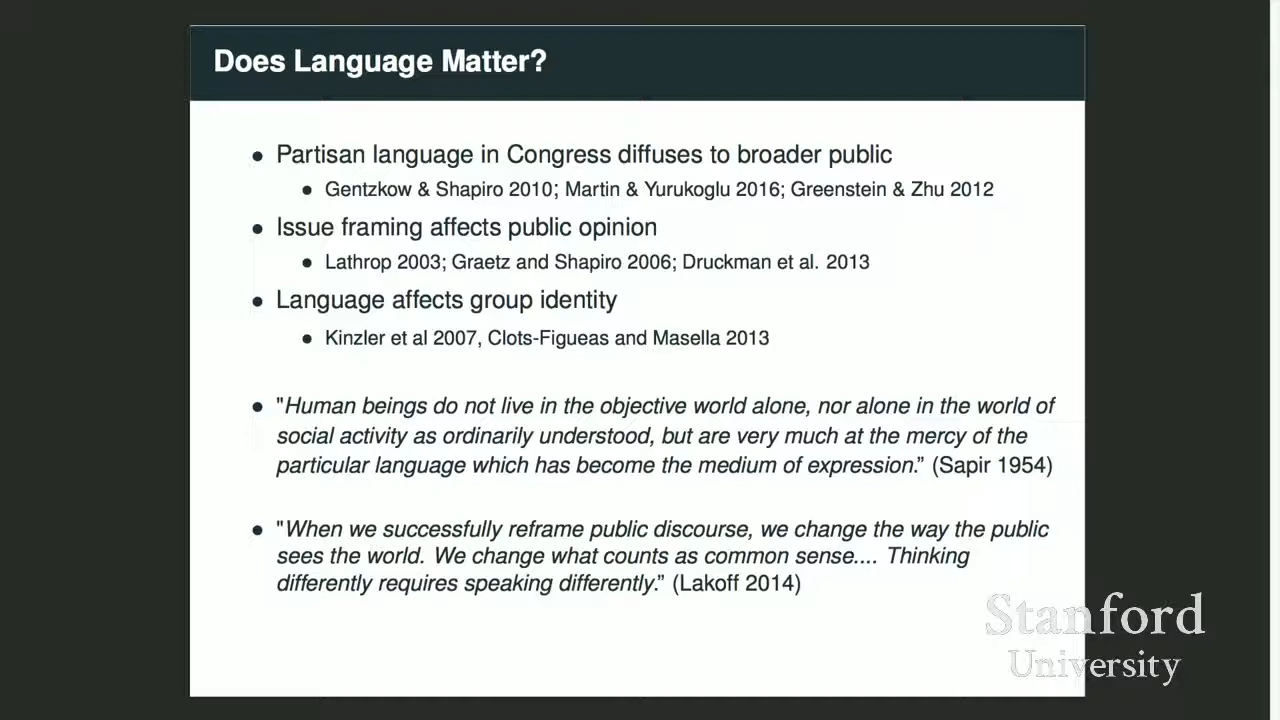 Does Language Matter?
• Partisan language in Congress diffuses to broader public
• Gentzkow & Shapiro 2010; Martin & Yurukoglu 2016; Greenstein & Zhu 2012
• Issue framing affects public opinion
• Lathrop 2003; Graetz and Shapiro 2006; Druckman et al. 2013
• Language affects group identity
• Kinzler et al 2007, Clots-Figueas and Masella 2013
• "Human beings do not live in the objective world alone, nor alone in the world of
social activity as ordinarily understood, but are very much at the mercy of the
particular language which has become the medium of expression.” (Sapir 1954)
• "When we successfully reframe public discourse, we change the way the public
sees the world. We change what counts as common sense.... Thinking
differently requires speaking differently.” (Lakoff 2014)
Stanford
University